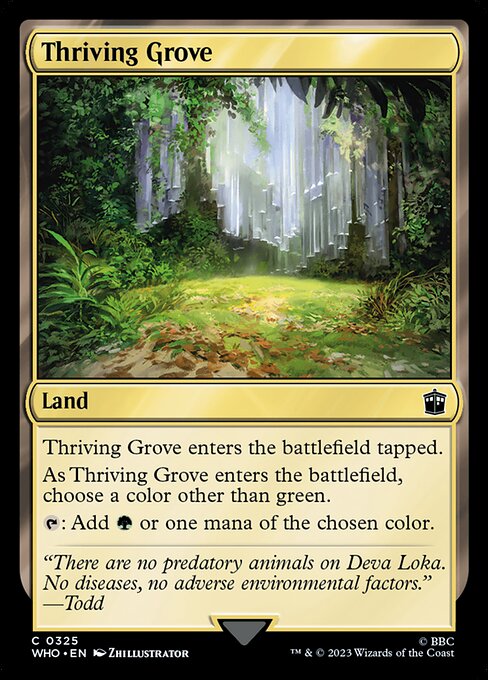 Thriving Grove
Land
Thriving Grove enters the battlefield tapped.
As Thriving Grove enters the battlefield,
choose a color other than green.
: Add or one mana of the chosen color.
“There are no predatory animals on Deva Loka.
No diseases, no adverse environmental factors.”
—Todd
C 0325
WHO • EN ZHILLUSTRATOR
© BBC
™ & © 2023 Wizards of the Coast